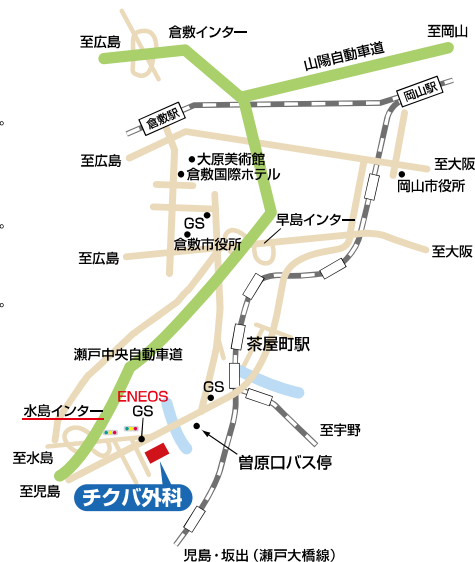 倉敷インター
至岡山
至広島
山陽自動車道
岡山駅
倉敷駅
至広島
大原美術館
至大阪
倉敷国際ホテル
岡山市役所
GS
早島インター
倉敷市役所
至大阪
至広島
茶屋町駅
瀬戸中央自動車道
GS
ENEOS
GS
水島インター
至宇野
至水島
曽原口バス停
至児島
チクバ外科
児島・坂出（瀬戸大橋線）
。
。
。